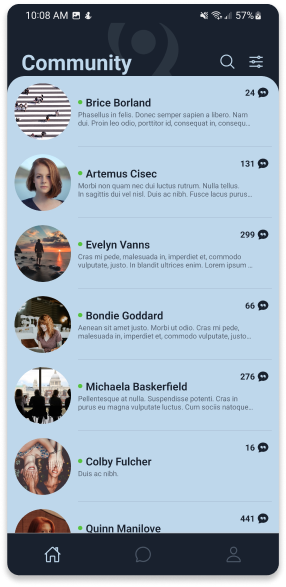 10:08 AM
57%
Community
24
Brice Borland
Phasellus in felis. Donec semper sapien a libero. Nam
dui. Proin leo odio, porttitor id, consequat in, consequ...
131
Artemus Cisec
Morbi non quam nec dui luctus rutrum. Nulla tellus.
In sagittis dui vel nisl. Duis ac nibh. Fusce lacus purus...
299
Evelyn Vanns
Cras mi pede, malesuada in, imperdiet et, commodo
vulputate, justo. In blandit ultrices enim. Lorem ipsum ...
66
Bondie Goddard
Aenean sit amet justo. Morbi ut odio. Cras mi pede,
malesuada in, imperdiet et, commodo vulputate, justo...
276
Michaela Baskerfield
Pellentesque at nulla. Suspendisse potenti. Cras in
purus eu magna vulputate luctus. Cum sociis natoque...
16
Colby Fulcher
Duis ac nibh.
441
Quinn Manilove